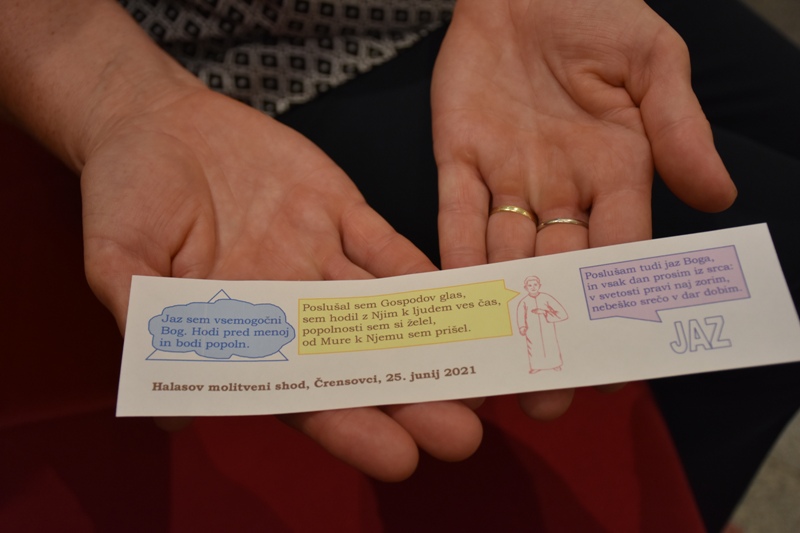 Jaz sem vsemogočni
Bog. Hodi pred menoj
in bodi popoln.
Poslušal sem Gospodov glas,
sem hodil z Njim k ljudem ves čas,
popolnosti sem si želel,
od Mure k Njemu sem prišel.
Poslušam tudi jaz Boga,
in vsak dan prosim iz srca:
v svetosti pravi naj zorim,
nebeško srečo v dar dobim.
JAZ
Halasov molitveni shod, Črensovci, 25. junij 2021